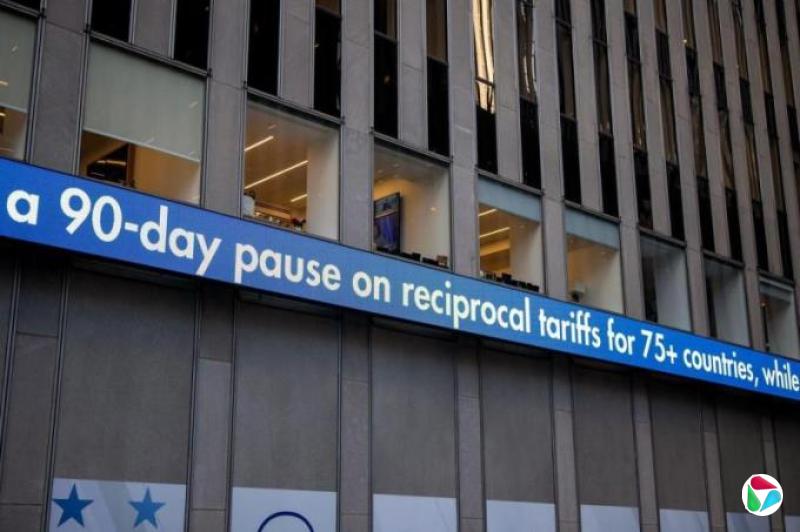 a 90-day pause on reciprocal tariffs for 75+ countries, while